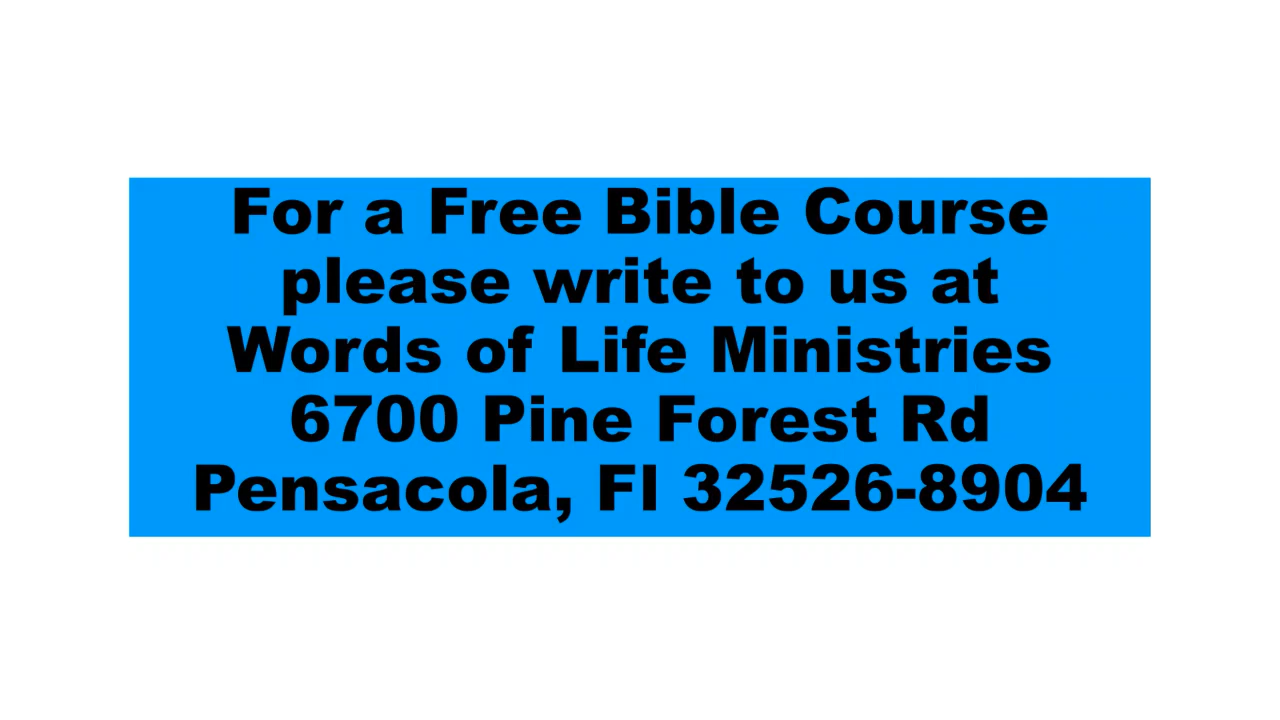 For a Free Bible Course
please write to us at
Words of Life Ministries
6700 Pine Forest Rd
Pensacola, Fl 32526-8904